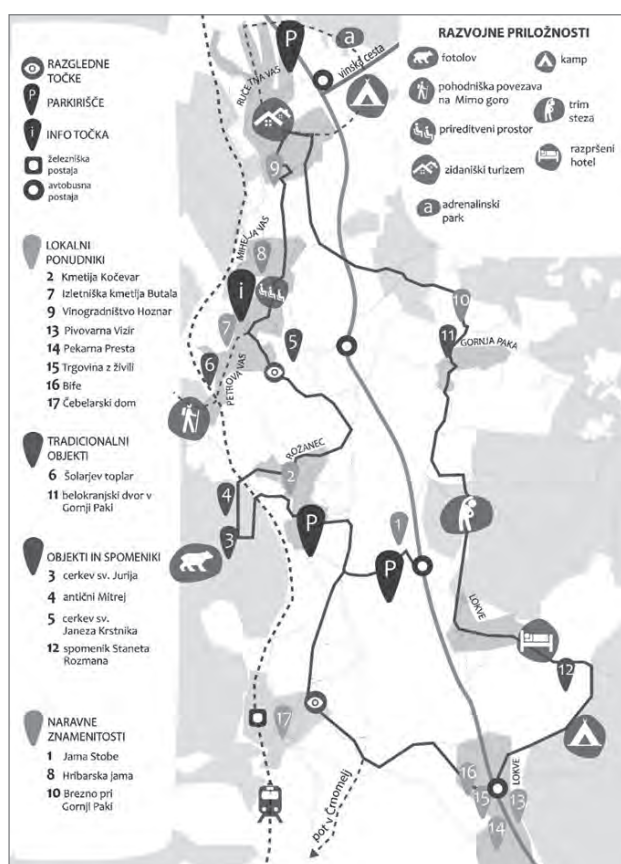 RAZGLEDNE
TOČKE
P
PARKIRIŠČE
i
INFO TOČKA
železniška
postaja
avtobusna
postaja
LOKALNI
PONUDNIKI
2 Kmetija Kočevar
7 Izletniška kmetija Butala
9 Vinogradništvo Hoznar
13 Pivovarna Vizir
14 Pekarna Presta
15 Trgovina z živili
16 Bife
17 Čebelarski dom
TRADICIONALNI
OBJEKTI
6 Šolarjev toplar
11 belokranjski dvor v
Gornji Paki
OBJEKTI IN SPOMENIKI
3 cerkev sv. Jurija
4 antični Mitrej
5 cerkev sv.
Janeza Krstnika
12 spomenik Staneta
Rozmana
NARAVNE
ZNAMENITOSTI
1 Jama Stobe
8 Hribarska jama
10 Brezno pri
Gornji Paki
RAZVOJNE PRILOŽNOSTI
fotolov
kamp
pohodniška povezava
na Mirno goro
trim
steza
prireditveni prostor
razpršeni
hotel
zidaniški turizem
a
adrenalinski
park
P
a
vinska cesta
RUČETNA VAS
9
MIHELJA VAS
8
i
7
10
11
GORNJA PAKA
5
6
PETROVA VAS
ROŽANEC
2
4
3
P
1
P
LOKVE
12
17
16
15
13
14
LOKVE
pot v Črnomelj